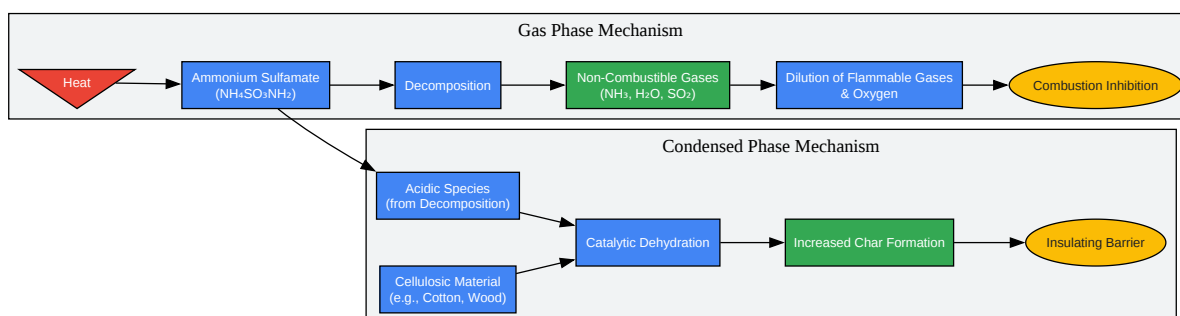 Gas Phase Mechanism
Heat
Ammonium Sulfamate
(NH₄SO₃NH₂)
Decomposition
Non-Combustible Gases
(NH₃, H₂O, SO₂)
Dilution of Flammable Gases
& Oxygen
Combustion Inhibition
Condensed Phase Mechanism
Acidic Species
(from Decomposition)
Cellulosic Material
(e.g., Cotton, Wood)
Catalytic Dehydration
Increased Char Formation
Insulating Barrier